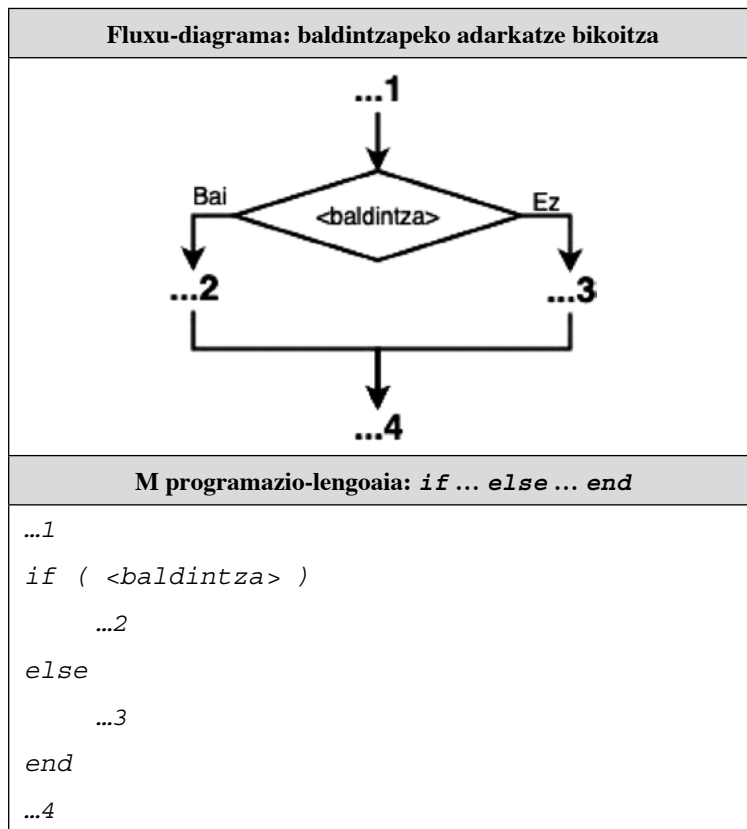 Fluxu-diagrama: baldintzapeko adarkatze bikoitza
...1
Bai
<baldintza>
Ez
...2
...3
...4
M programazio-lengoaia: if ... else ... end
…1
if ( <baldintza> )
…2
else
…3
end
…4